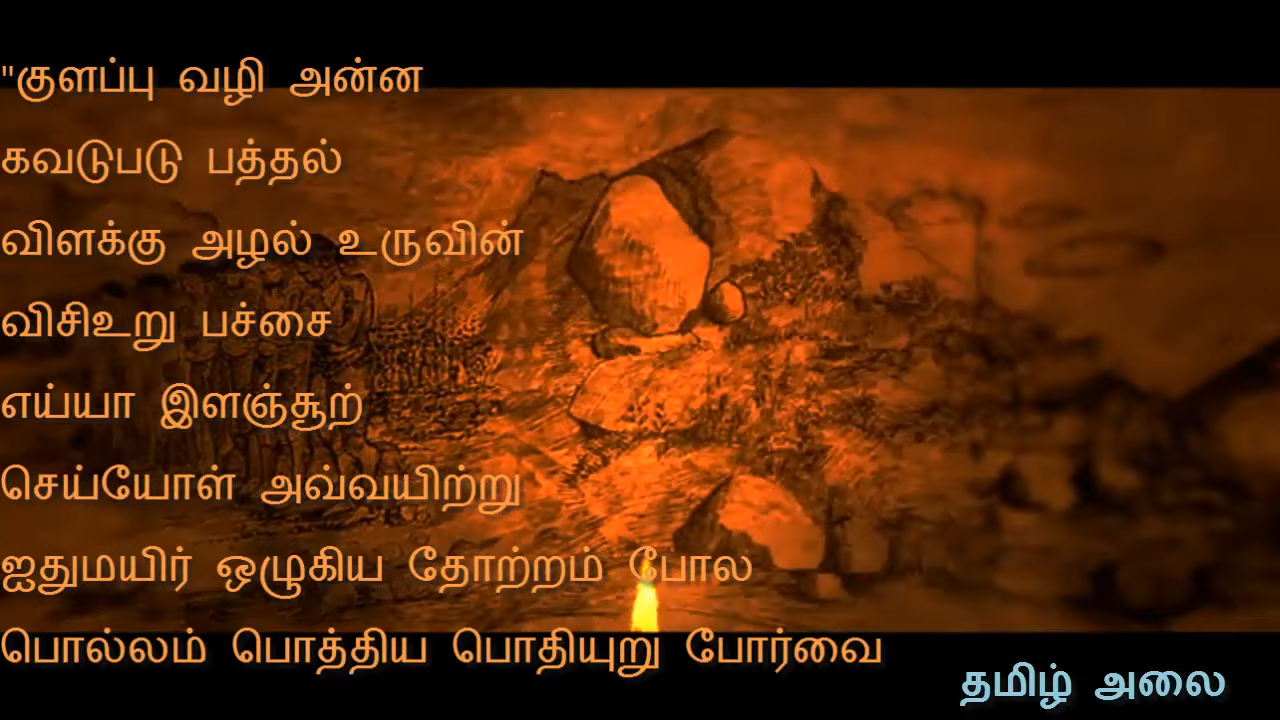 "குளப்பு வழி அன்ன
கவடுபடு பத்தல்
விளக்கு அழல் உருவின்
விசிஉறு பச்சை
எய்யா இளஞ்சூற்
செய்யோள் அவ்வயிற்று
ஐதுமயிர் ஒழுகிய தோற்றம் போல
பொல்லம் பொத்திய பொதியுறு போர்வை
தமிழ் அலை